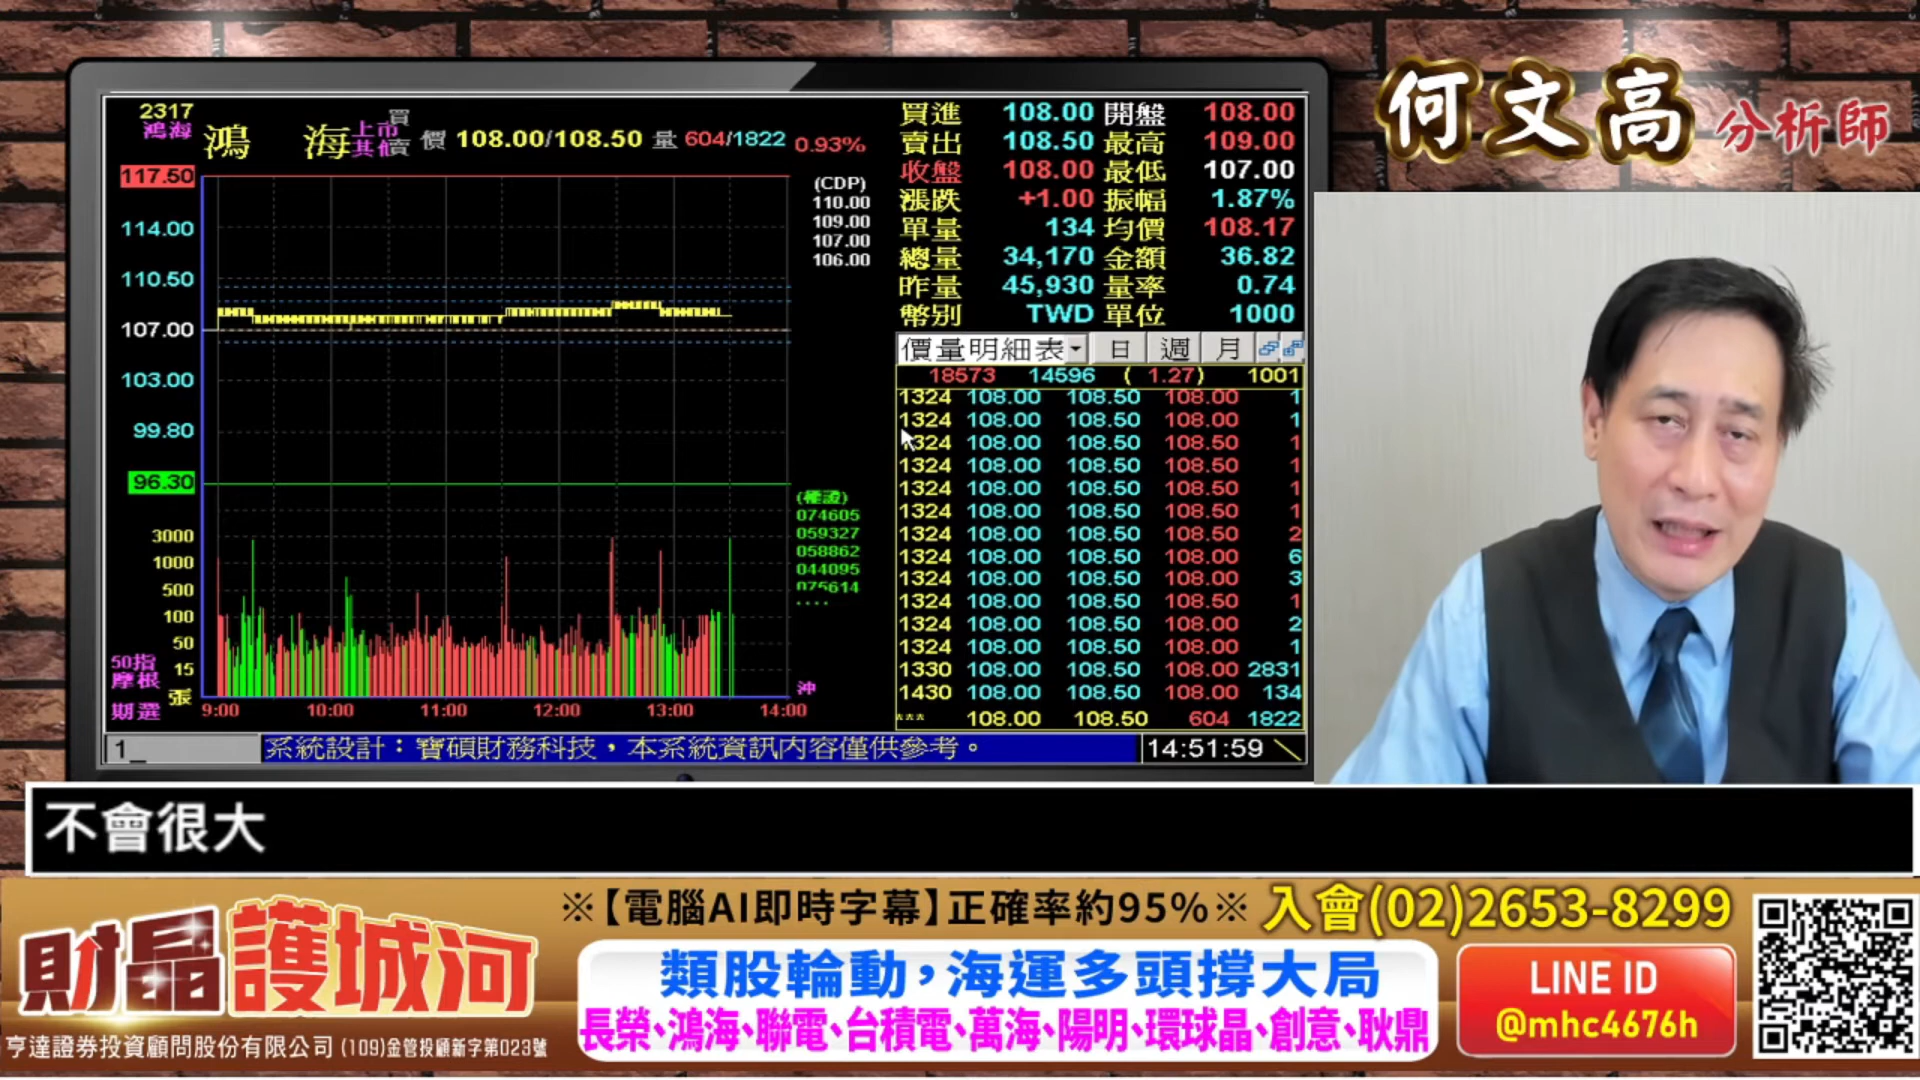 何文高 分析師
2317
鴻海
鴻 海 上市 其他 買賣價 108.00/108.50 量 604/1822 0.93%
117.50
114.00
110.50
107.00
103.00
99.80
96.30
3000
1000
500
100
50
15
張
50指
摩根
期選
9:00 10:00 11:00 12:00 13:00 14:00
(CDP)
110.00
109.00
107.00
106.00
(權證)
074605
059327
058862
044095
075614
....
沖
買進 108.00 開盤 108.00
賣出 108.50 最高 109.00
收盤 108.00 最低 107.00
漲跌 +1.00 振幅 1.87%
單量 134 均價 108.17
總量 34,170 金額 36.82
昨量 45,930 量率 0.74
幣別 TWD 單位 1000
價量明細表 日 週 月
18573 14596 ( 1.27) 1001
1324 108.00 108.50 108.00 1
1324 108.00 108.50 108.00 1
1324 108.00 108.50 108.50 1
1324 108.00 108.50 108.50 1
1324 108.00 108.50 108.50 1
1324 108.00 108.50 108.50 1
1324 108.00 108.50 108.00 2
1324 108.00 108.50 108.00 6
1324 108.00 108.50 108.00 3
1324 108.00 108.50 108.50 1
1324 108.00 108.50 108.00 2
1324 108.00 108.50 108.00 1
1330 108.00 108.50 108.00 2831
1430 108.00 108.50 108.00 134
*** 108.00 108.50 604 1822
1_ 系統設計：寶碩財務科技，本系統資訊內容僅供參考。 14:51:59
不會很大
財晶護城河
亨達證券投資顧問股份有限公司 (109)金管投顧新字第023號
※【電腦AI即時字幕】正確率約95%※ 入會(02)2653-8299
類股輪動，海運多頭撐大局
長榮、鴻海、聯電、台積電、萬海、陽明、環球晶、創意、耿鼎
LINE ID
@mhc4676h